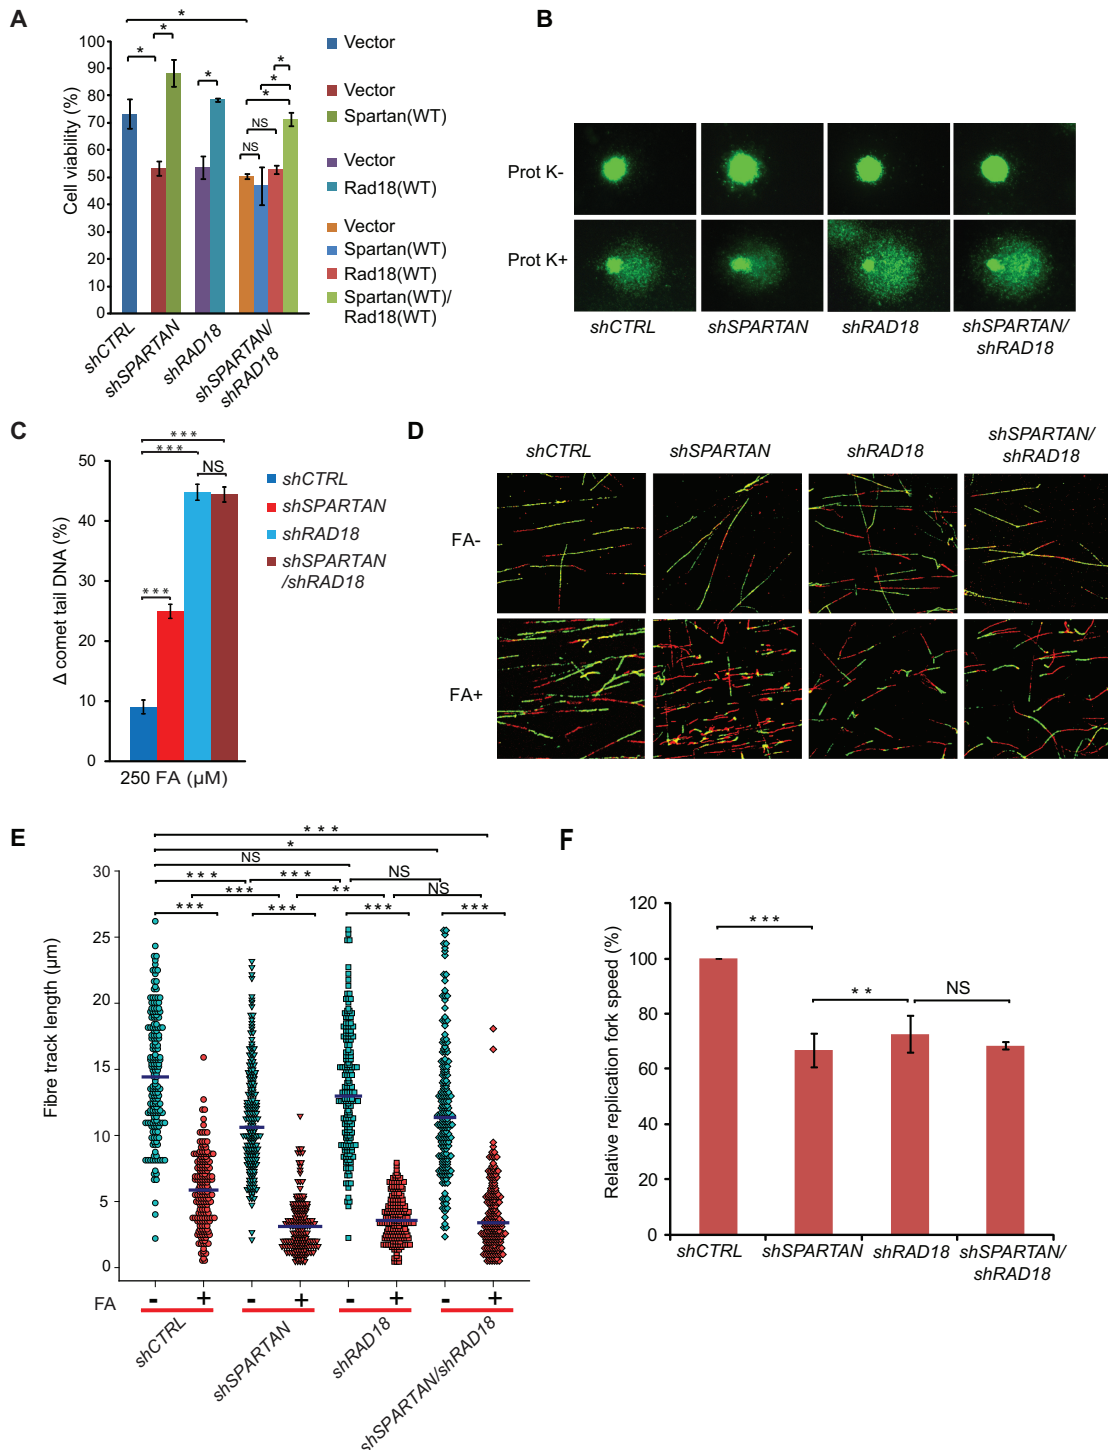 A
*
*
*
*
*
*
*
NS
NS
Cell viability (%)
100
90
80
70
60
50
40
30
20
10
0
shCTRL
shSPARTAN
shRAD18
shSPARTAN/
shRAD18
Vector
Vector
Spartan(WT)
Vector
Rad18(WT)
Vector
Spartan(WT)
Rad18(WT)
Spartan(WT)/
Rad18(WT)
B
Prot K-
Prot K+
shCTRL
shSPARTAN
shRAD18
shSPARTAN/
shRAD18
C
***
***
NS
***
Δ comet tail DNA (%)
50
40
30
20
10
0
250 FA (µM)
shCTRL
shSPARTAN
shRAD18
shSPARTAN
/shRAD18
D
shCTRL
shSPARTAN
shRAD18
shSPARTAN/
shRAD18
FA-
FA+
E
***
*
NS
*** *** NS
*** ** NS
*** *** *** ***
Fibre track length (µm)
30
25
20
15
10
5
0
FA - + - + - + - +
shCTRL
shSPARTAN
shRAD18
shSPARTAN/shRAD18
F
***
**
NS
Relative replication fork speed (%)
120
100
80
60
40
20
0
shCTRL
shSPARTAN
shRAD18
shSPARTAN/
shRAD18